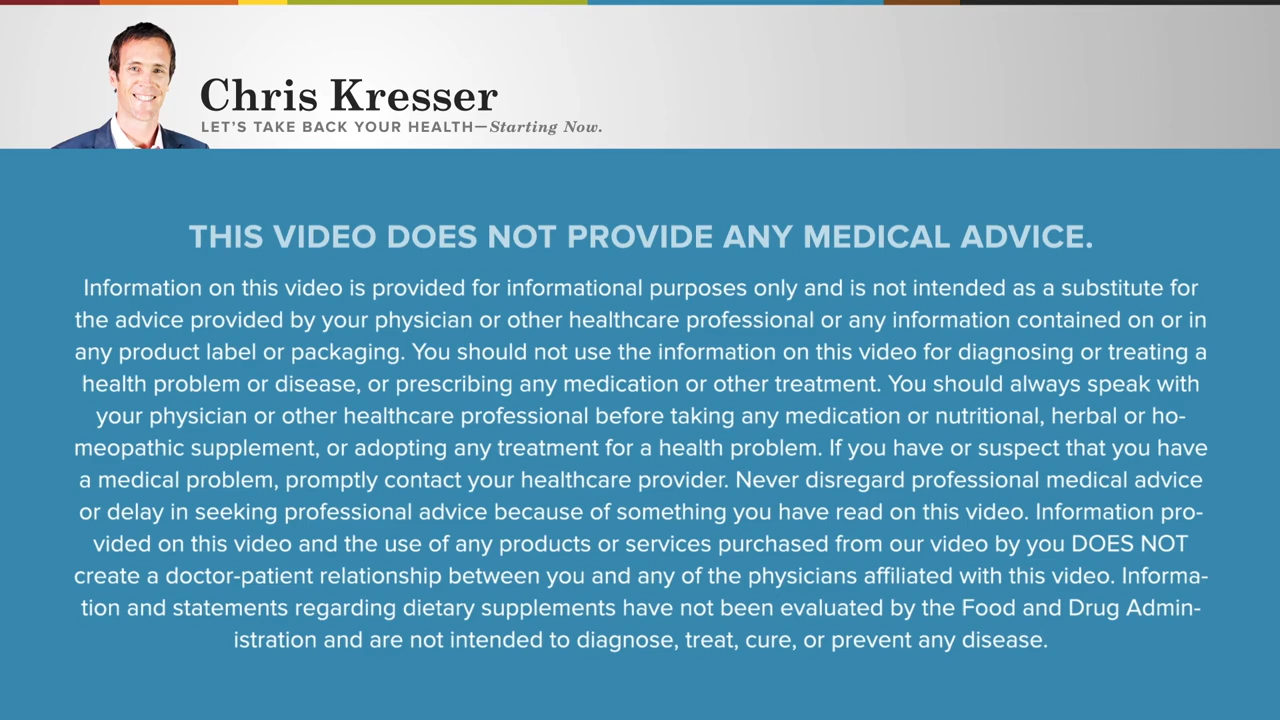 Chris Kresser
LET'S TAKE BACK YOUR HEALTH—Starting Now.
THIS VIDEO DOES NOT PROVIDE ANY MEDICAL ADVICE.
Information on this video is provided for informational purposes only and is not intended as a substitute for
the advice provided by your physician or other healthcare professional or any information contained on or in
any product label or packaging. You should not use the information on this video for diagnosing or treating a
health problem or disease, or prescribing any medication or other treatment. You should always speak with
your physician or other healthcare professional before taking any medication or nutritional, herbal or ho-
meopathic supplement, or adopting any treatment for a health problem. If you have or suspect that you have
a medical problem, promptly contact your healthcare provider. Never disregard professional medical advice
or delay in seeking professional advice because of something you have read on this video. Information pro-
vided on this video and the use of any products or services purchased from our video by you DOES NOT
create a doctor-patient relationship between you and any of the physicians affiliated with this video. Informa-
tion and statements regarding dietary supplements have not been evaluated by the Food and Drug Admin-
istration and are not intended to diagnose, treat, cure, or prevent any disease.